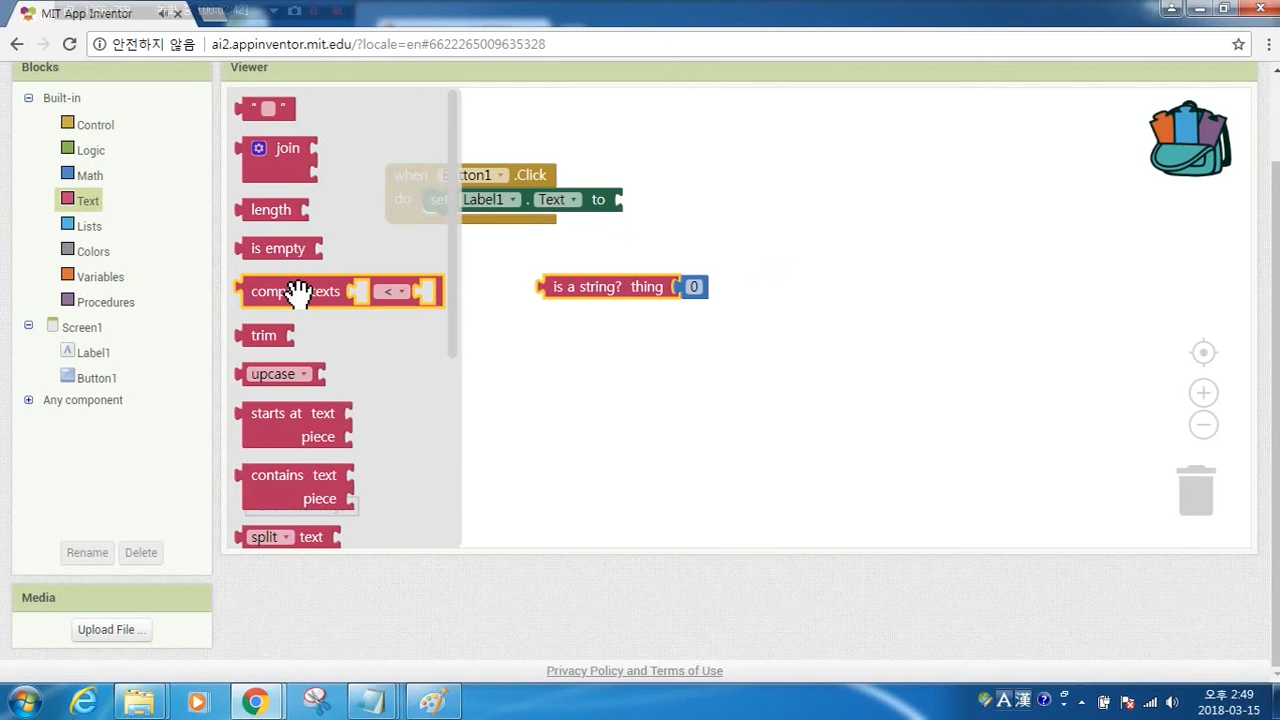 MIT App Inventor
안전하지 않음 ai2.appinventor.mit.edu/?locale=en#6622265009635328
Blocks
Viewer
Built-in
Control
Logic
Math
Text
Lists
Colors
Variables
Procedures
Screen1
Label1
Button1
Any component
Rename
Delete
Media
Upload File ...
" "
join
length
is empty
texts <
trim
upcase
starts at text
piece
contains text
piece
split text
when Button1 .Click
do set Label1 . Text to
is a string? thing 0
Privacy Policy and Terms of Use
A 漢
오후 2:49
2018-03-15